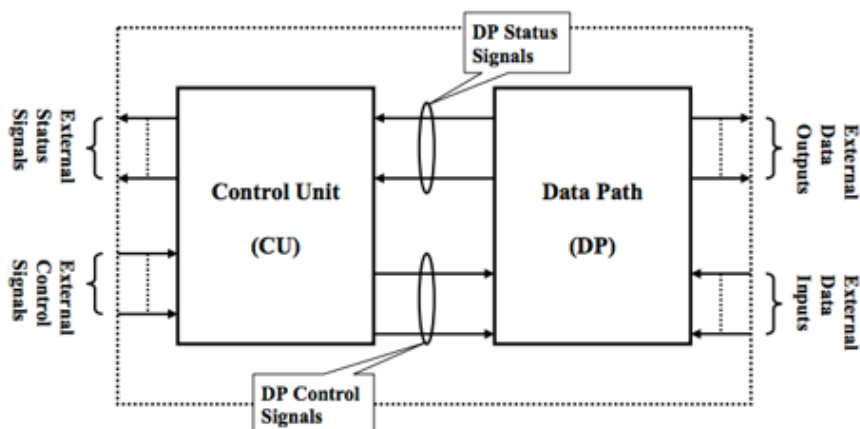 DP Status
Signals
External
Status
Signals
External
Control
Signals
Control Unit
(CU)
Data Path
(DP)
External
Data
Outputs
External
Data
Inputs
DP Control
Signals